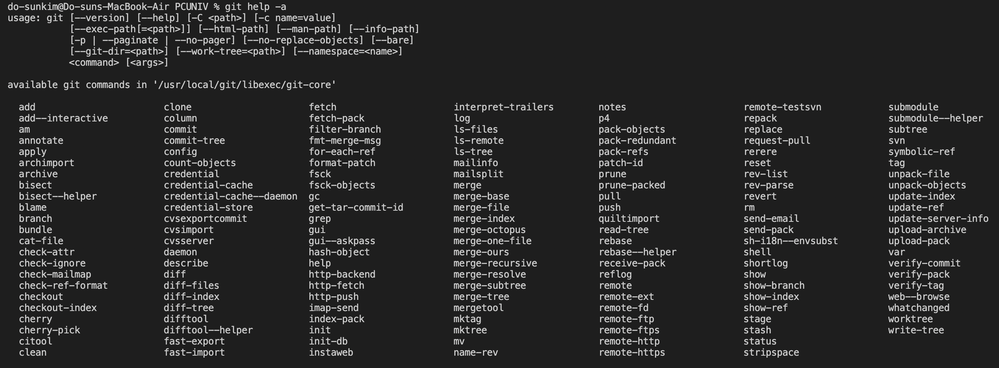 do-sunkim@Do-suns-MacBook-Air PCUNIV % git help -a
usage: git [--version] [--help] [-C <path>] [-c name=value]
           [--exec-path[=<path>]] [--html-path] [--man-path] [--info-path]
           [-p | --paginate | --no-pager] [--no-replace-objects] [--bare]
           [--git-dir=<path>] [--work-tree=<path>] [--namespace=<name>]
           <command> [<args>]

available git commands in '/usr/local/git/libexec/git-core'

  add                       clone                     fetch                     interpret-trailers        notes                     remote-testsvn            submodule
  add--interactive          column                    fetch-pack                log                       p4                        repack                    submodule--helper
  am                        commit                    filter-branch             ls-files                  pack-objects              replace                   subtree
  annotate                  commit-tree               fmt-merge-msg             ls-remote                 pack-redundant            request-pull              svn
  apply                     config                    for-each-ref              ls-tree                   pack-refs                 rerere                    symbolic-ref
  archimport                count-objects             format-patch              mailinfo                  patch-id                  reset                     tag
  archive                   credential                fsck                      mailsplit                 prune                     rev-list                  unpack-file
  bisect                    credential-cache          fsck-objects              merge                     prune-packed              rev-parse                 unpack-objects
  bisect--helper            credential-cache--daemon  gc                        merge-base                pull                      revert                    update-index
  blame                     credential-store          get-tar-commit-id         merge-file                push                      rm                        update-ref
  branch                    cvsexportcommit           grep                      merge-index               quiltimport               send-email                update-server-info
  bundle                    cvsimport                 gui                       merge-octopus             read-tree                 send-pack                 upload-archive
  cat-file                  cvsserver                 gui--askpass              merge-one-file            rebase                    sh-i18n--envsubst         upload-pack
  check-attr                daemon                    hash-object               merge-ours                rebase--helper            shell                     var
  check-ignore              describe                  help                      merge-recursive           receive-pack              shortlog                  verify-commit
  check-mailmap             diff                      http-backend              merge-resolve             reflog                    show                      verify-pack
  check-ref-format          diff-files                http-fetch                merge-subtree             remote                    show-branch               verify-tag
  checkout                  diff-index                http-push                 merge-tree                remote-ext                show-index                web--browse
  checkout-index            diff-tree                 imap-send                 mergetool                 remote-fd                 show-ref                  whatchanged
  cherry                    difftool                  index-pack                mktag                     remote-ftp                stage                     worktree
  cherry-pick               difftool--helper          init                      mktree                    remote-ftps               stash                     write-tree
  citool                    fast-export               init-db                   mv                        remote-http               status
  clean                     fast-import               instaweb                  name-rev                  remote-https              stripspace